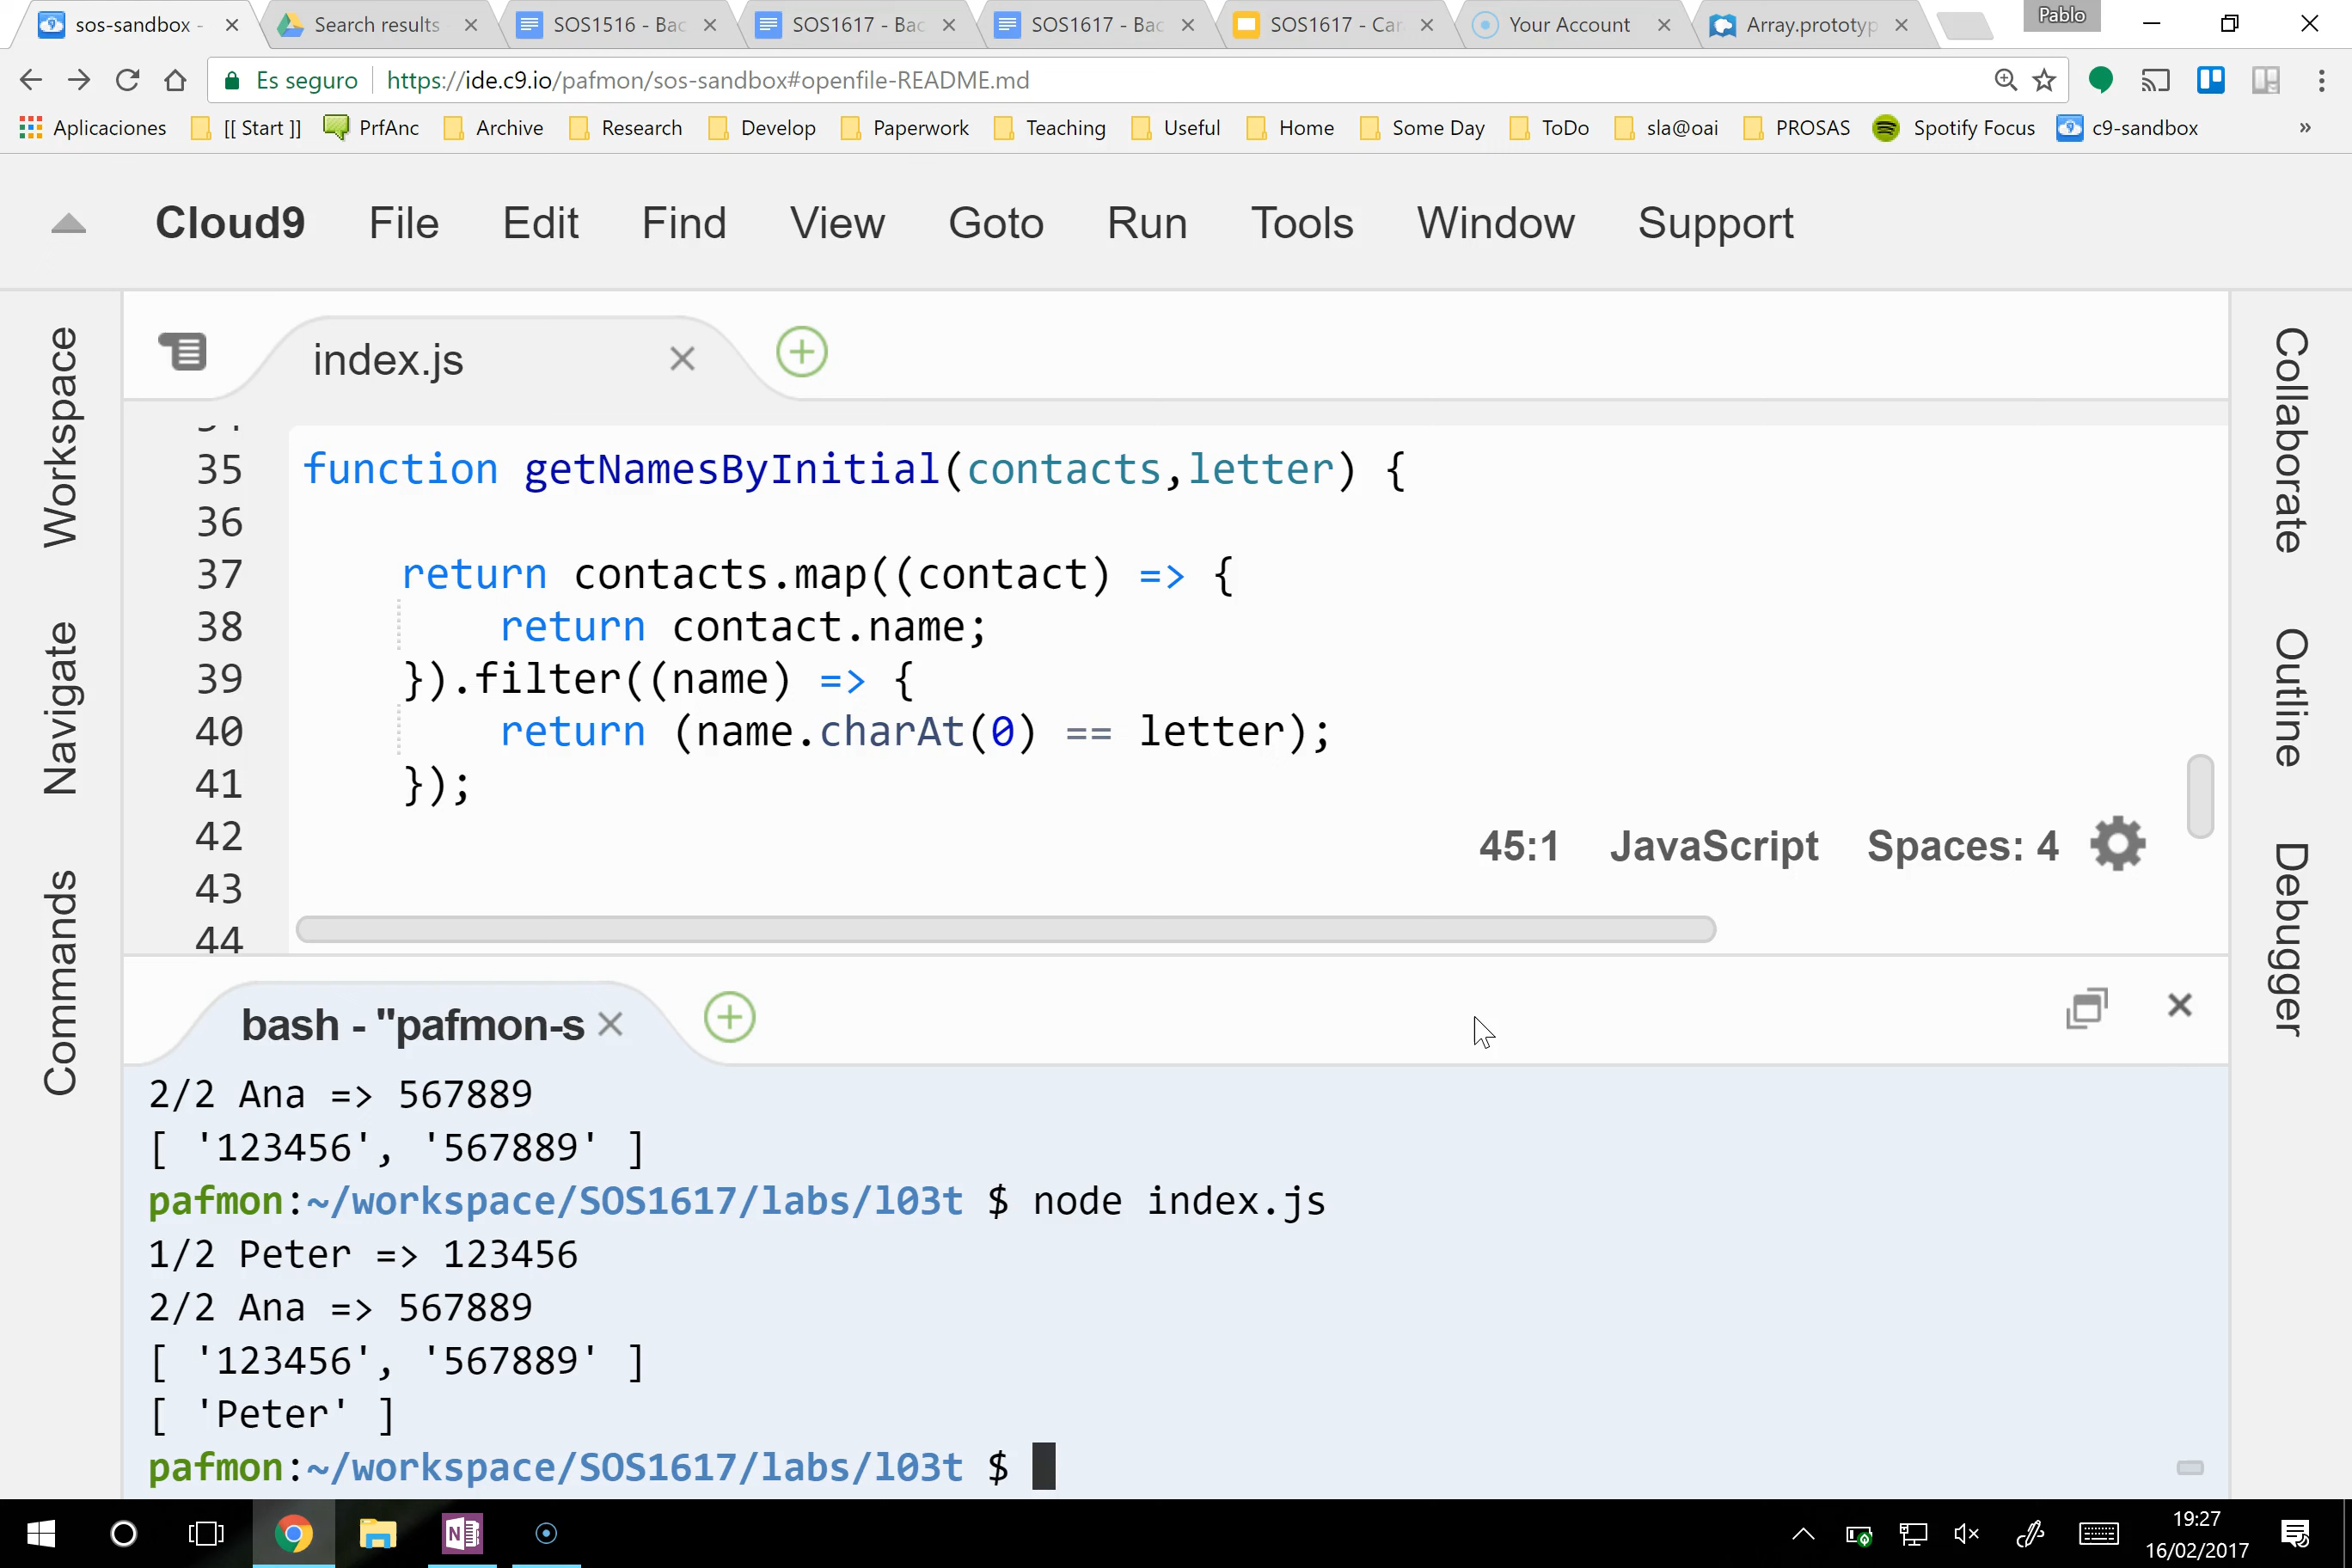 sos-sandbox -
Search results
SOS1516 - Bac
SOS1617 - Bac
SOS1617 - Bac
SOS1617 - Car
Your Account
Array.prototyp
Pablo
Es seguro
https://ide.c9.io/pafmon/sos-sandbox#openfile-README.md
Aplicaciones
[[ Start ]]
PrfAnc
Archive
Research
Develop
Paperwork
Teaching
Useful
Home
Some Day
ToDo
sla@oai
PROSAS
Spotify Focus
c9-sandbox
»
Cloud9
File
Edit
Find
View
Goto
Run
Tools
Window
Support
Workspace
Navigate
Commands
Collaborate
Outline
Debugger
index.js
35 function getNamesByInitial(contacts,letter) {
36
37 return contacts.map((contact) => {
38 return contact.name;
39 }).filter((name) => {
40 return (name.charAt(0) == letter);
41 });
42
43
44
45:1 JavaScript Spaces: 4
bash - "pafmon-s
2/2 Ana => 567889
[ '123456', '567889' ]
pafmon:~/workspace/SOS1617/labs/l03t $ node index.js
1/2 Peter => 123456
2/2 Ana => 567889
[ '123456', '567889' ]
[ 'Peter' ]
pafmon:~/workspace/SOS1617/labs/l03t $
19:27
16/02/2017